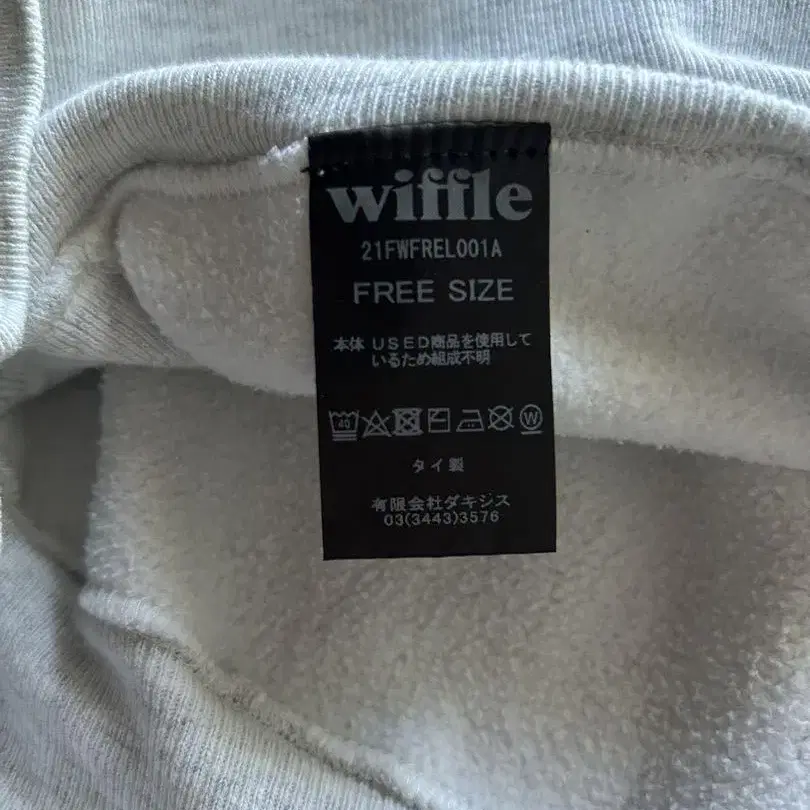 wiffle
21FWFREL001A
FREE SIZE
本体 USED商品を使用して
いるため組成不明
40 W
タイ製
有限会社ダキシス
03(3443)3576